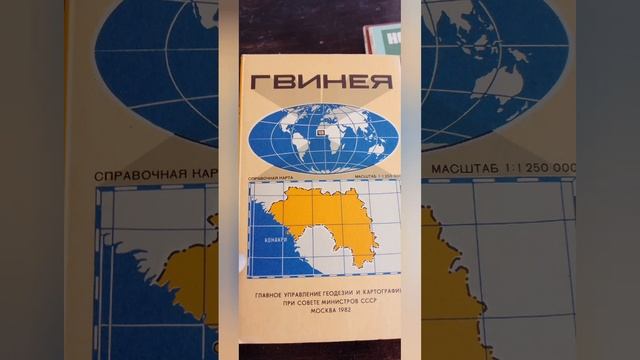 ГВИНЕЯ
СПРАВОЧНАЯ КАРТА МАСШТАБ 1:1 250 000
КОНАКРИ
ГЛАВНОЕ УПРАВЛЕНИЕ ГЕОДЕЗИИ И КАРТОГРАФИИ
ПРИ СОВЕТЕ МИНИСТРОВ СССР
МОСКВА 1982